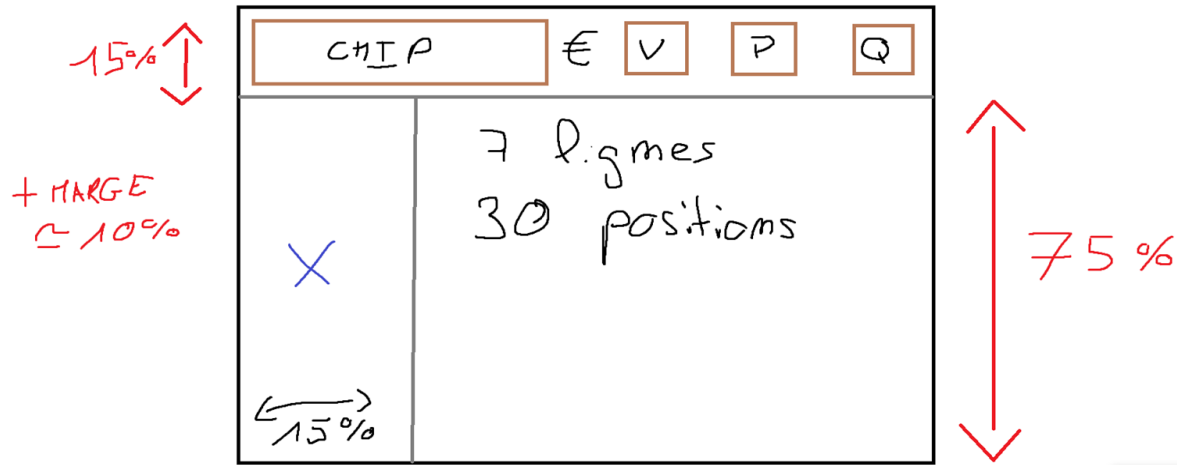 15%
CHIP € V P Q
7 lignes
30 positions
+ MARGE
≃ 10%
X
75%
15%